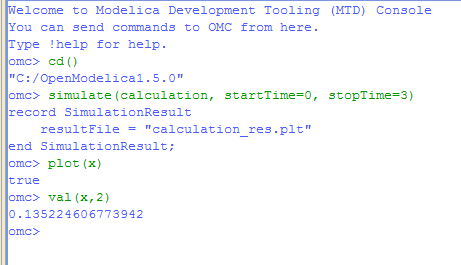 Welcome to Modelica Development Tooling (MTD) Console
You can send commands to OMC from here.
Type !help for help.
omc> cd()
"C:/OpenModelica1.5.0"
omc> simulate(calculation, startTime=0, stopTime=3)
record SimulationResult
    resultFile = "calculation_res.plt"
end SimulationResult;
omc> plot(x)
true
omc> val(x,2)
0.135224606773942
omc>